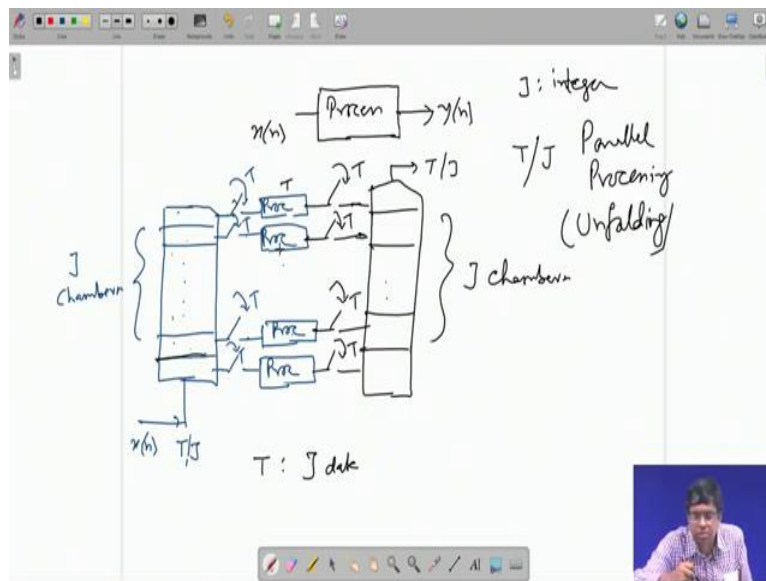 x(n)
Process
y(n)
J : integer
T/J Parallel
Processing
(Unfolding)
T
T
T
T/J
Proc
T
Proc
T
J
Chambers
J chambers
T
Proc
T
T
Proc
T
x(n) T/J
T : J data